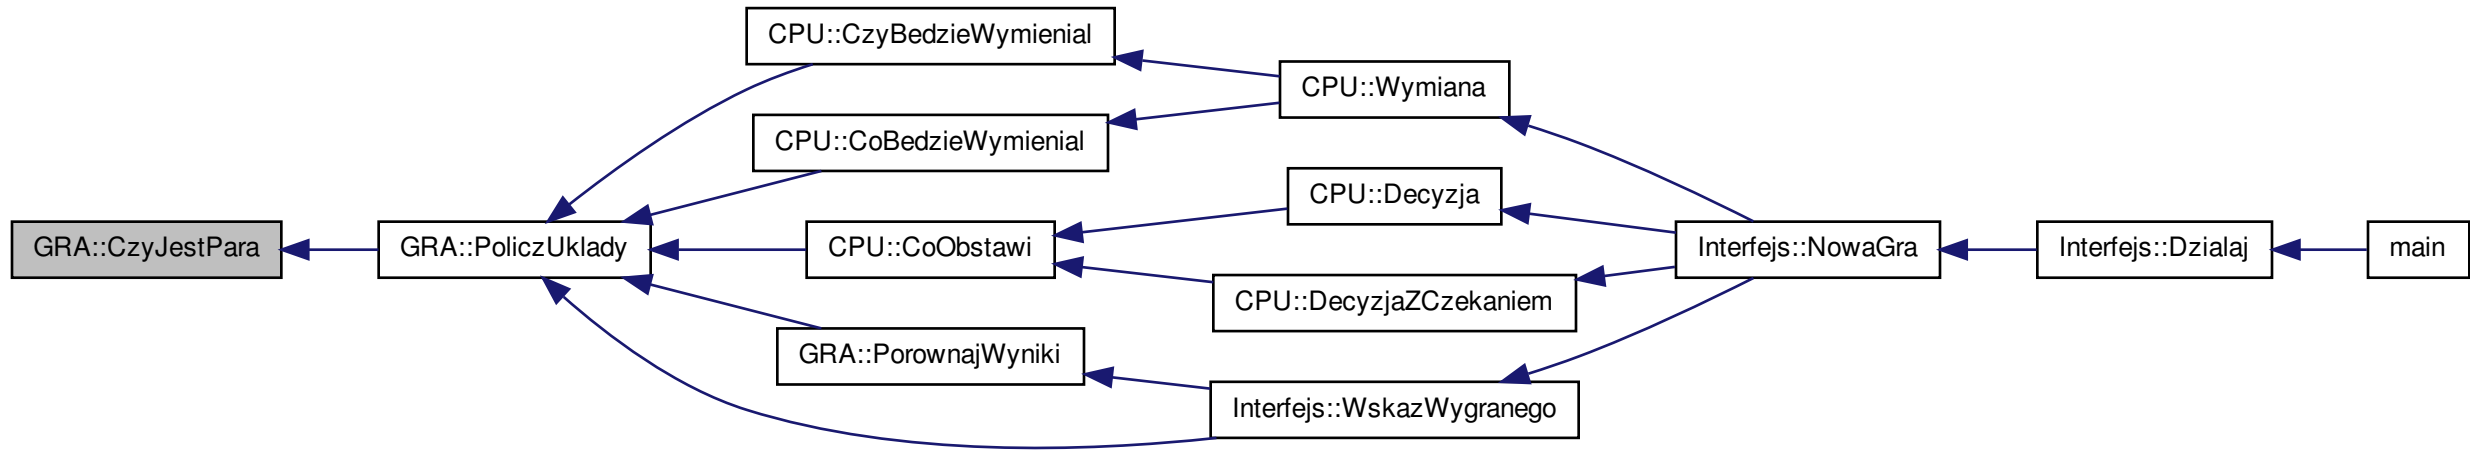 CPU::CzyBedzieWymienial
CPU::Wymiana
CPU::CoBedzieWymienial
CPU::Decyzja
GRA::CzyJestPara
GRA::PoliczUklady
CPU::CoObstawi
Interfejs::NowaGra
Interfejs::Dzialaj
main
CPU::DecyzjaZCzekaniem
GRA::PorownajWyniki
Interfejs::WskazWygranego